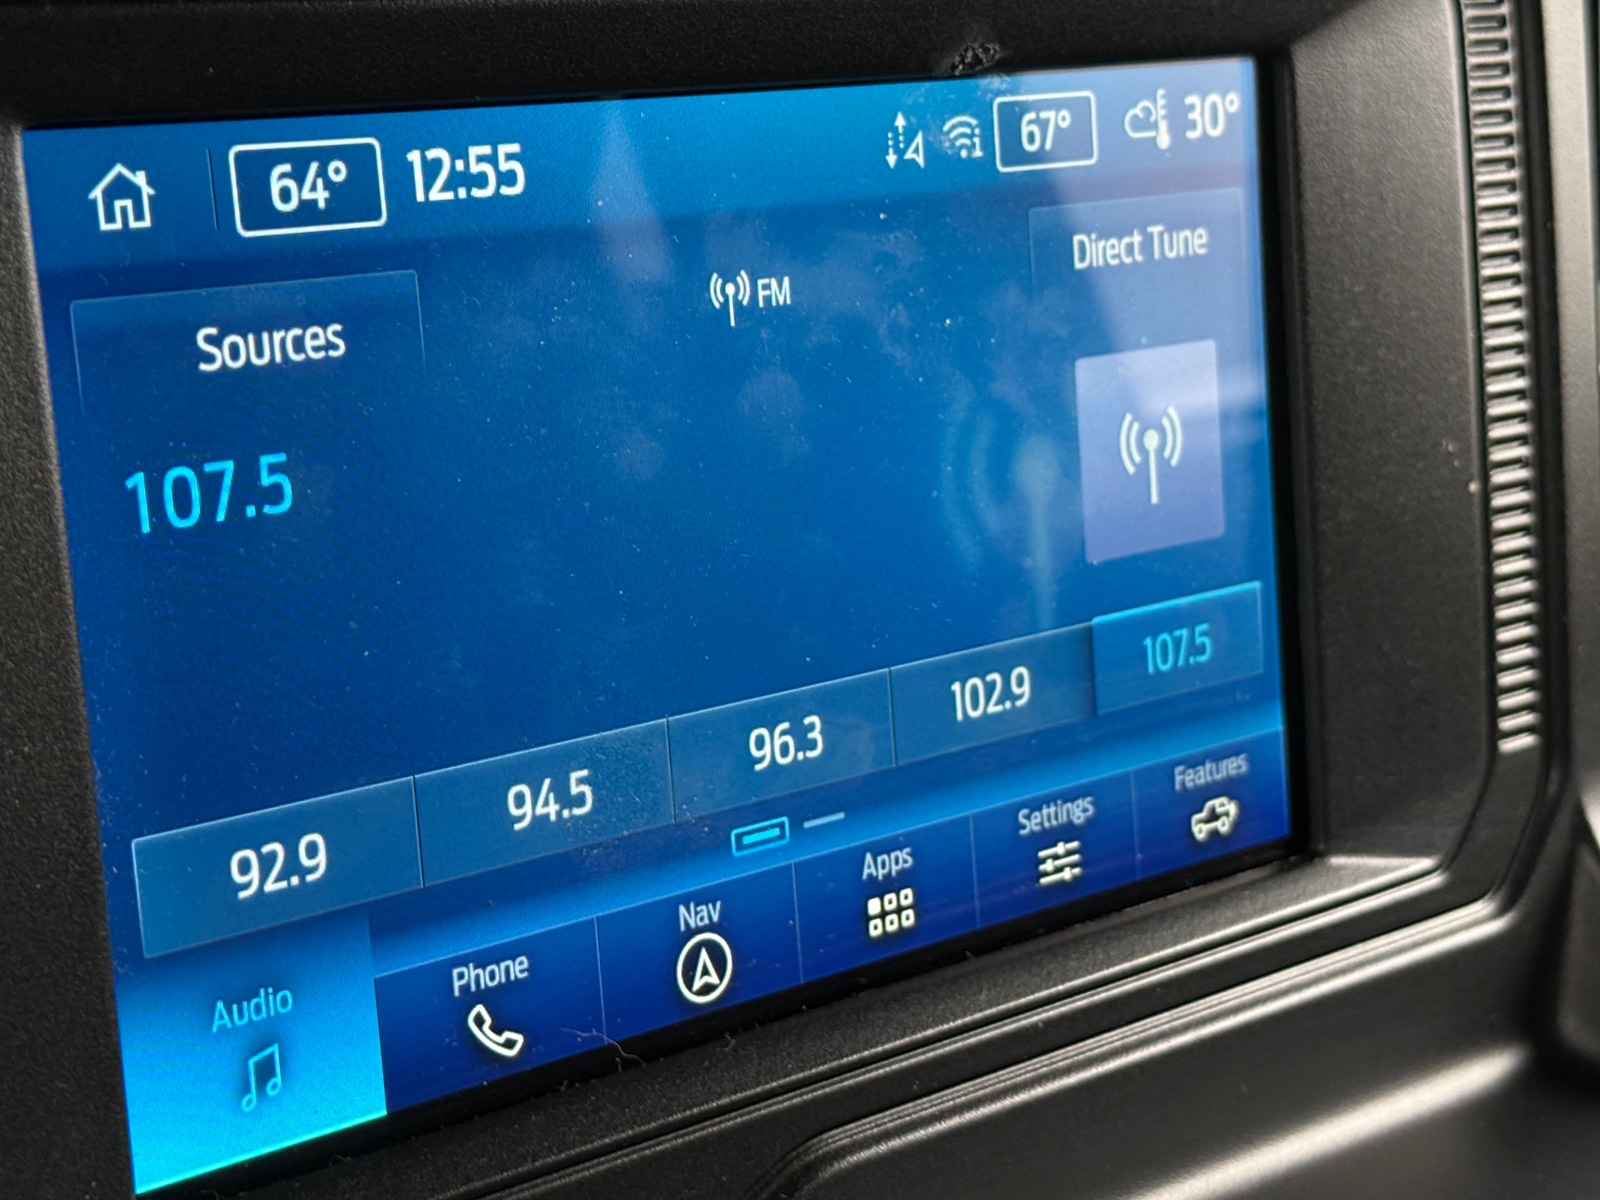 64° 12:55 67° 30°
Sources FM Direct Tune
107.5
92.9 94.5 96.3 102.9 107.5
Audio Phone Nav Apps Settings Features